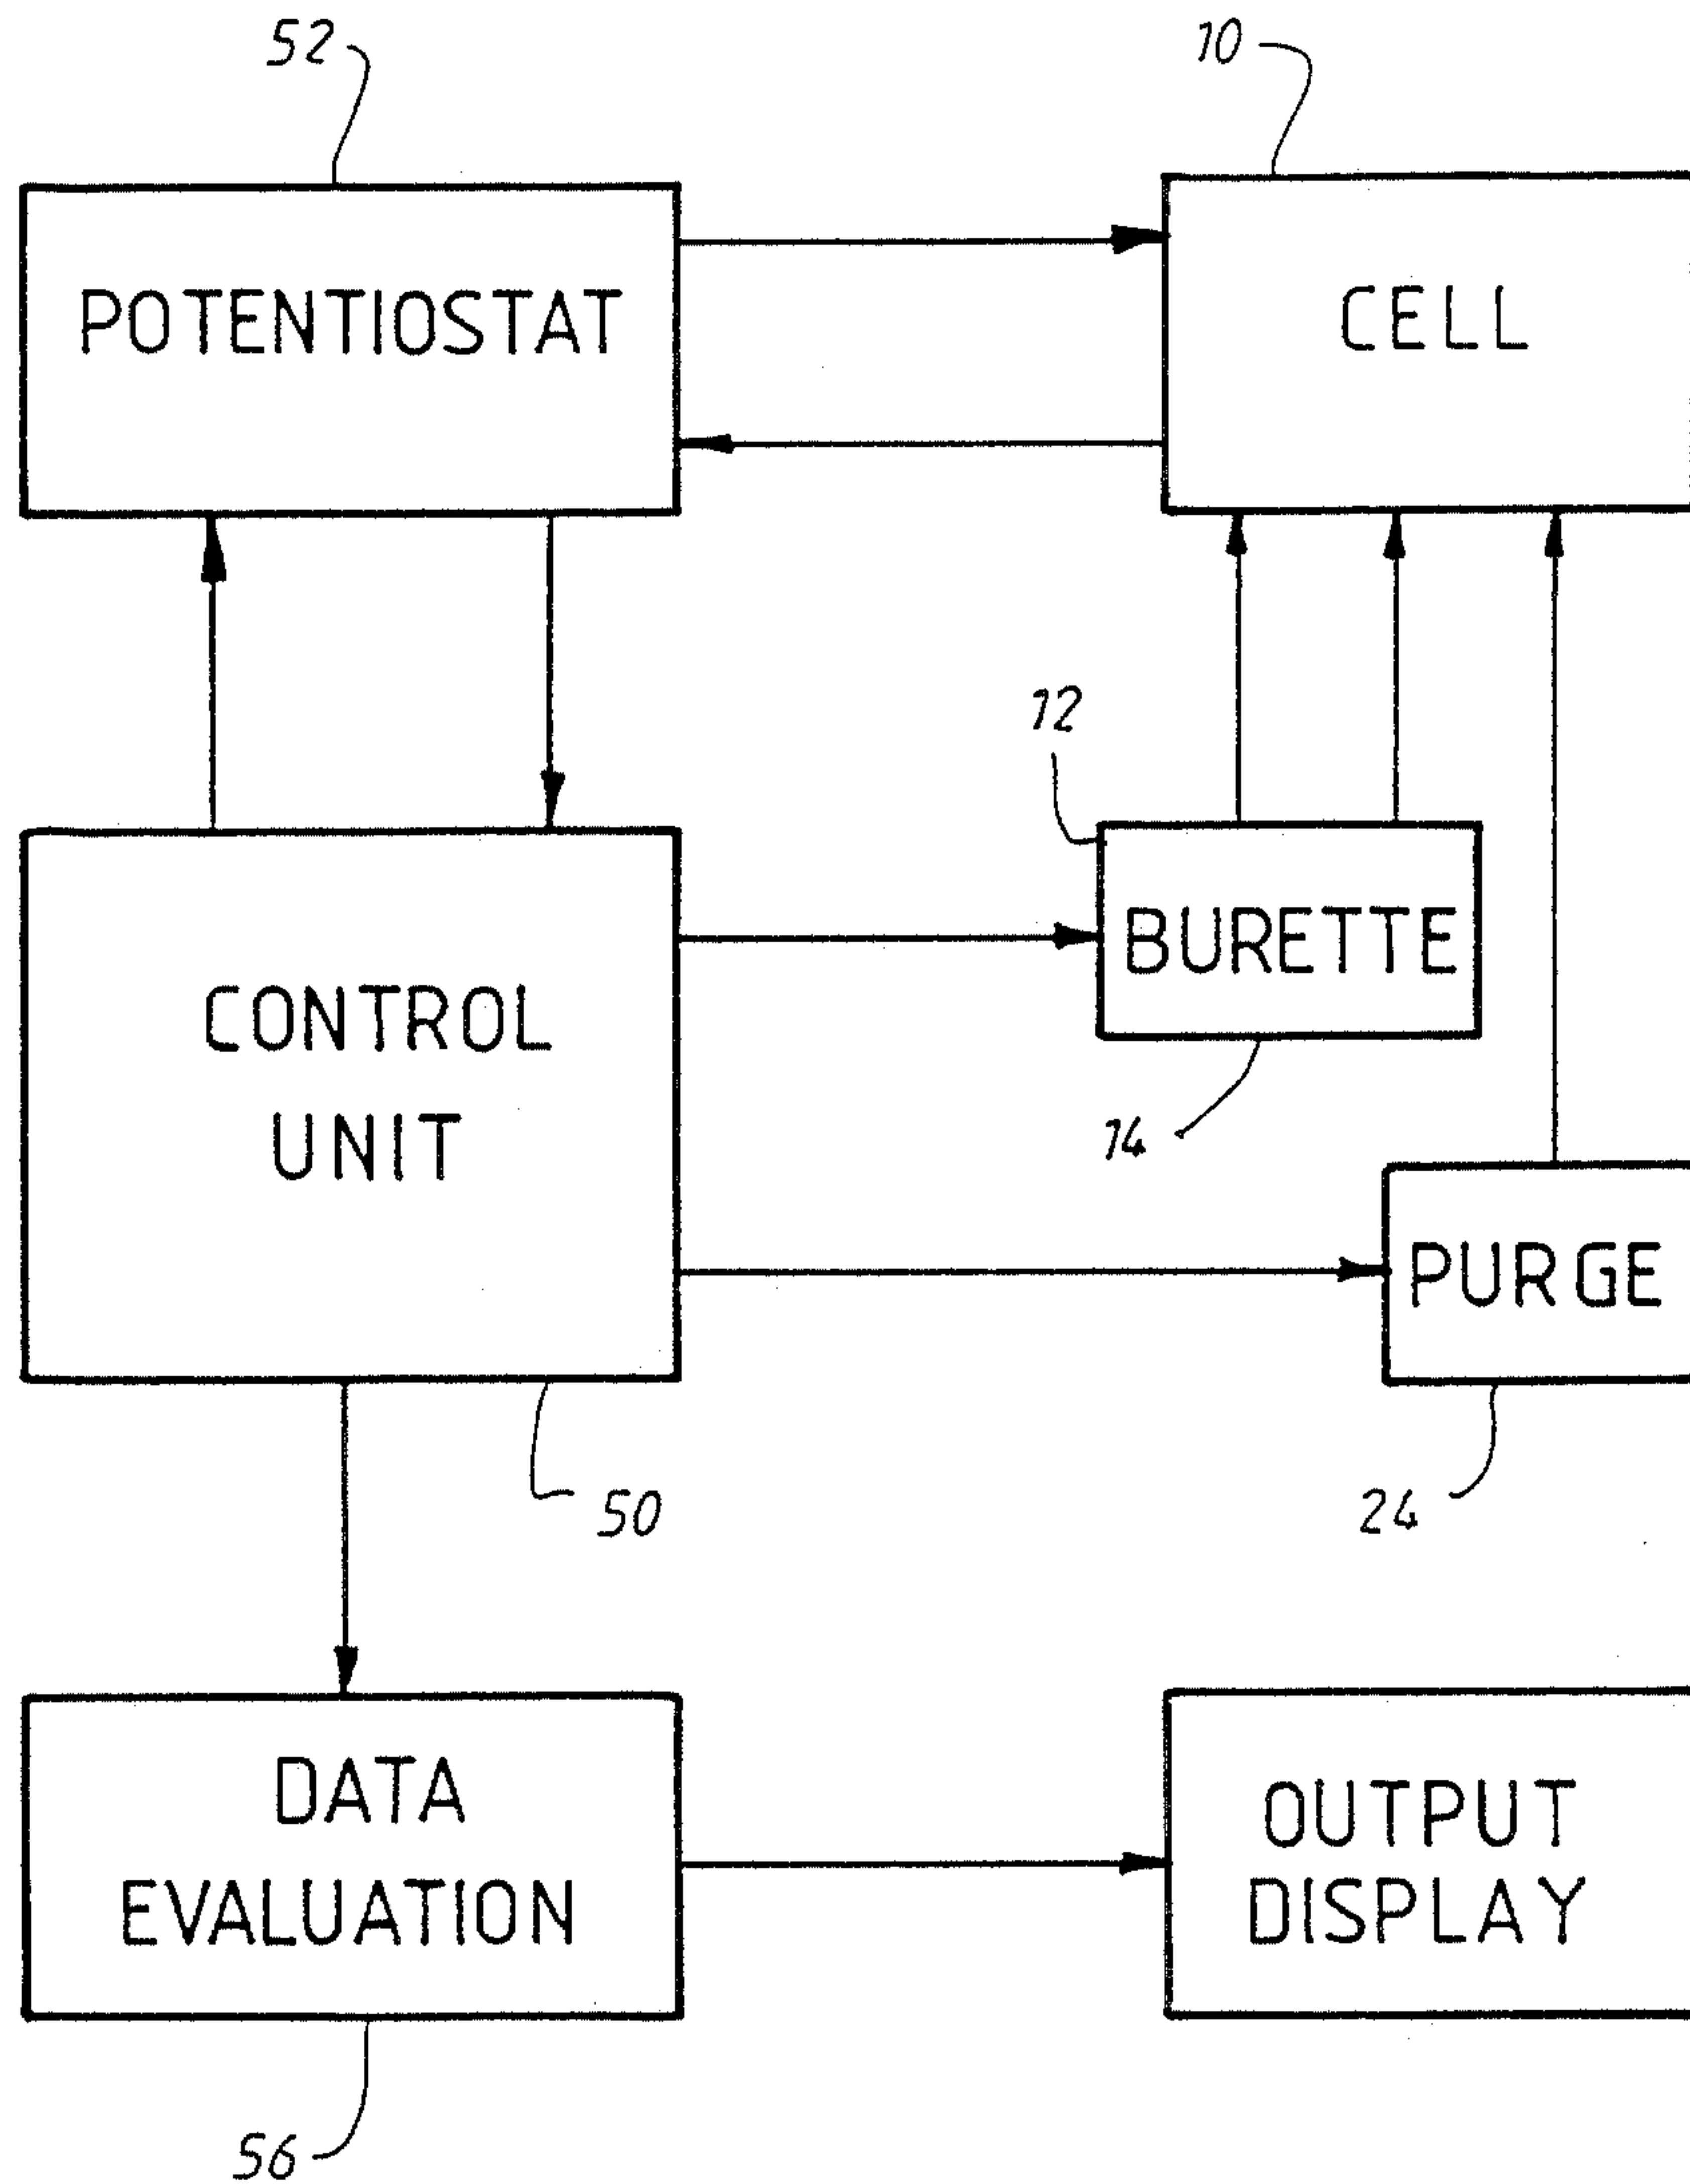 52
10
POTENTIOSTAT
CELL
12
BURETTE
CONTROL
UNIT
14
PURGE
50
24
DATA
EVALUATION
OUTPUT
DISPLAY
56